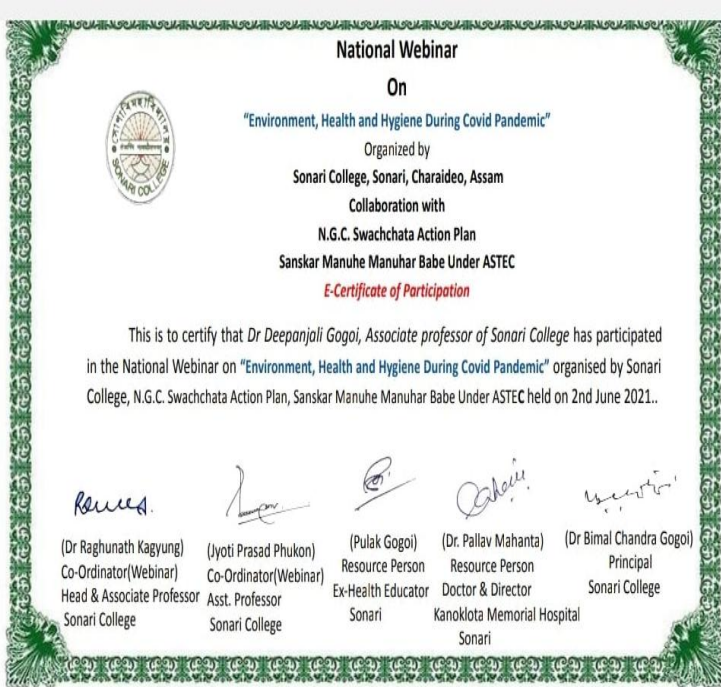 National Webinar
On
“Environment, Health and Hygiene During Covid Pandemic”
Organized by
Sonari College, Sonari, Charaideo, Assam
Collaboration with
N.G.C. Swachchata Action Plan
Sanskar Manuhe Manuhar Babe Under ASTEC
E-Certificate of Participation
SONARI COLLEGE
This is to certify that Dr Deepanjali Gogoi, Associate professor of Sonari College has participated
in the National Webinar on “Environment, Health and Hygiene During Covid Pandemic” organised by Sonari
College, N.G.C. Swachchata Action Plan, Sanskar Manuhe Manuhar Babe Under ASTEC held on 2nd June 2021..
(Dr Raghunath Kagyung)
Co-Ordinator(Webinar)
Head & Associate Professor
Sonari College
(Jyoti Prasad Phukon)
Co-Ordinator(Webinar)
Asst. Professor
Sonari College
(Pulak Gogoi)
Resource Person
Ex-Health Educator
Sonari
(Dr. Pallav Mahanta)
Resource Person
Doctor & Director
Kanoklota Memorial Hospital
Sonari
(Dr Bimal Chandra Gogoi)
Principal
Sonari College